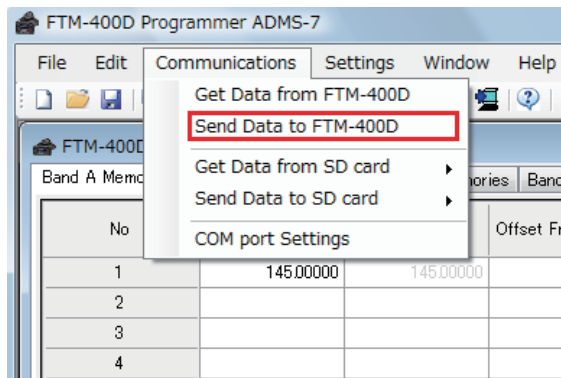 FTM-400D Programmer ADMS-7
File Edit Communications Settings Window Help
Get Data from FTM-400D
Send Data to FTM-400D
Get Data from SD card
Send Data to SD card
COM port Settings
FTM-400D
Band A Memo
ories Band
No Offset Fr
1 145.00000 145.00000
2
3
4